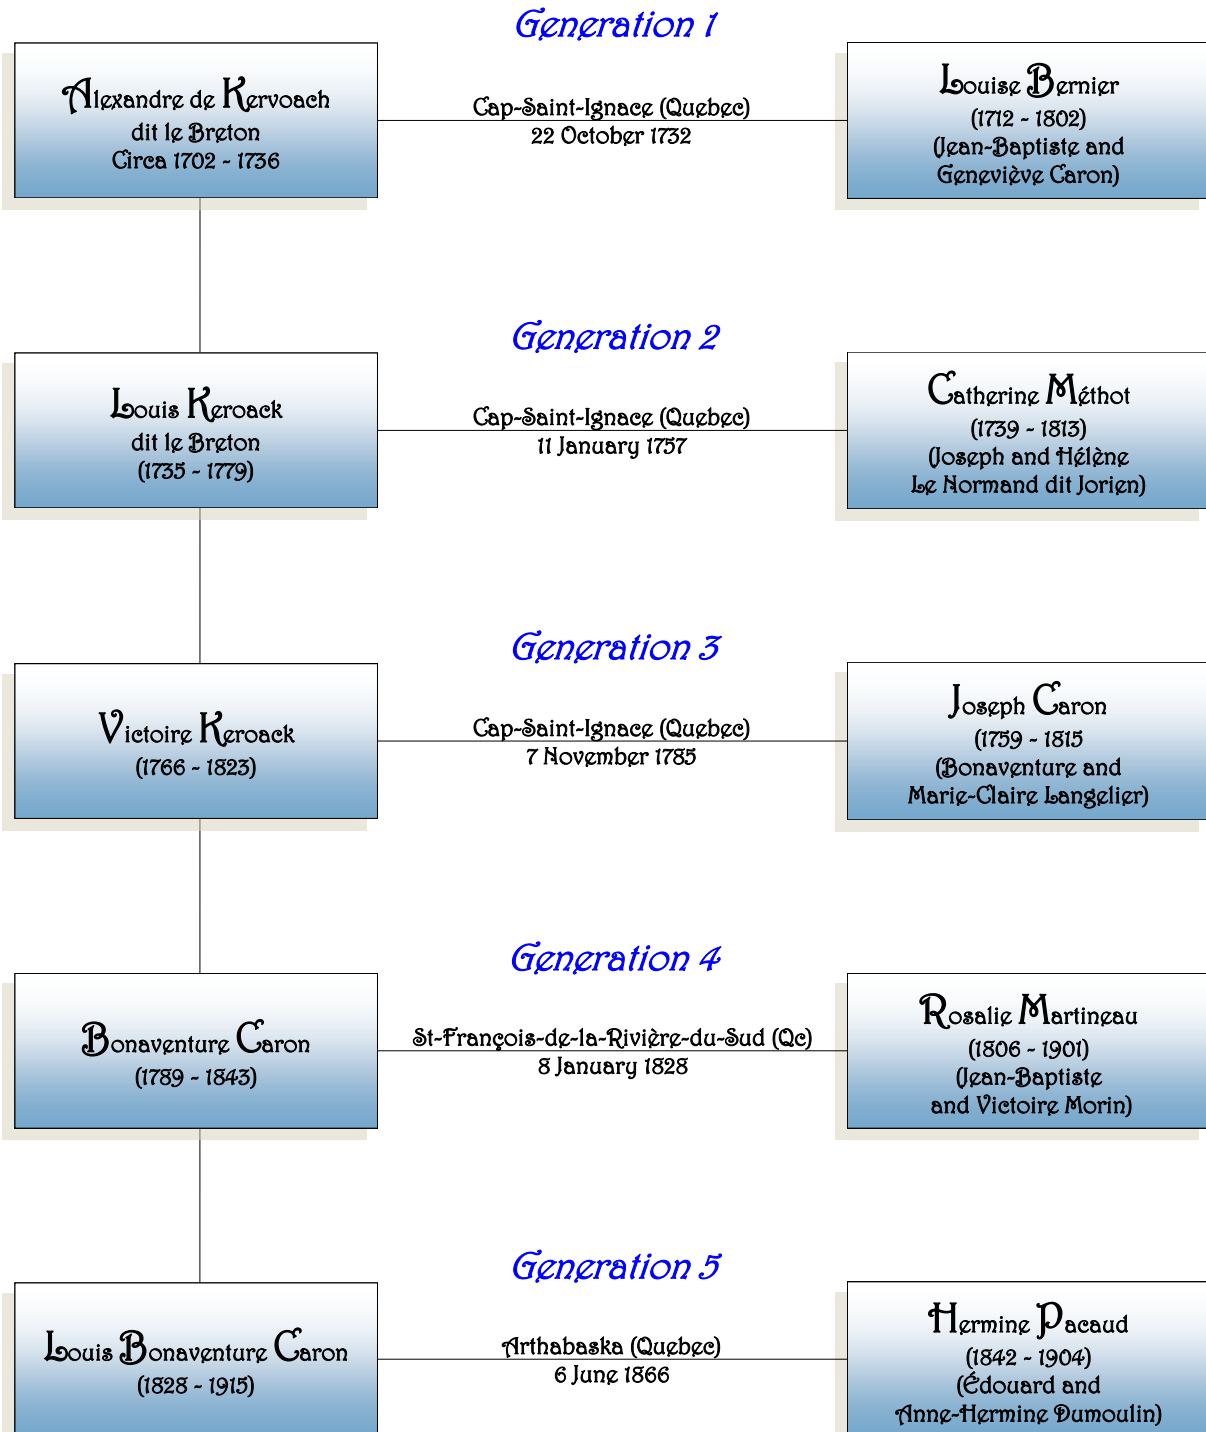 Generation 1
Alexandre de Kervoach
dit le Breton
Circa 1702 - 1736
Cap-Saint-Ignace (Quebec)
22 October 1732
Louise Bernier
(1712 - 1802)
(Jean-Baptiste and
Geneviève Caron)
Generation 2
Louis Keroack
dit le Breton
(1735 - 1779)
Cap-Saint-Ignace (Quebec)
11 January 1757
Catherine Méthot
(1739 - 1813)
(Joseph and Hélène
Le Normand dit Jorien)
Generation 3
Victoire Keroack
(1766 - 1823)
Cap-Saint-Ignace (Quebec)
7 November 1785
Joseph Caron
(1759 - 1815
(Bonaventure and
Marie-Claire Langelier)
Generation 4
Bonaventure Caron
(1789 - 1843)
St-François-de-la-Rivière-du-Sud (Qc)
8 January 1828
Rosalie Martineau
(1806 - 1901)
(Jean-Baptiste
and Victoire Morin)
Generation 5
Louis Bonaventure Caron
(1828 - 1915)
Arthabaska (Quebec)
6 June 1866
Hermine Pacaud
(1842 - 1904)
(Édouard and
Anne-Hermine Dumoulin)